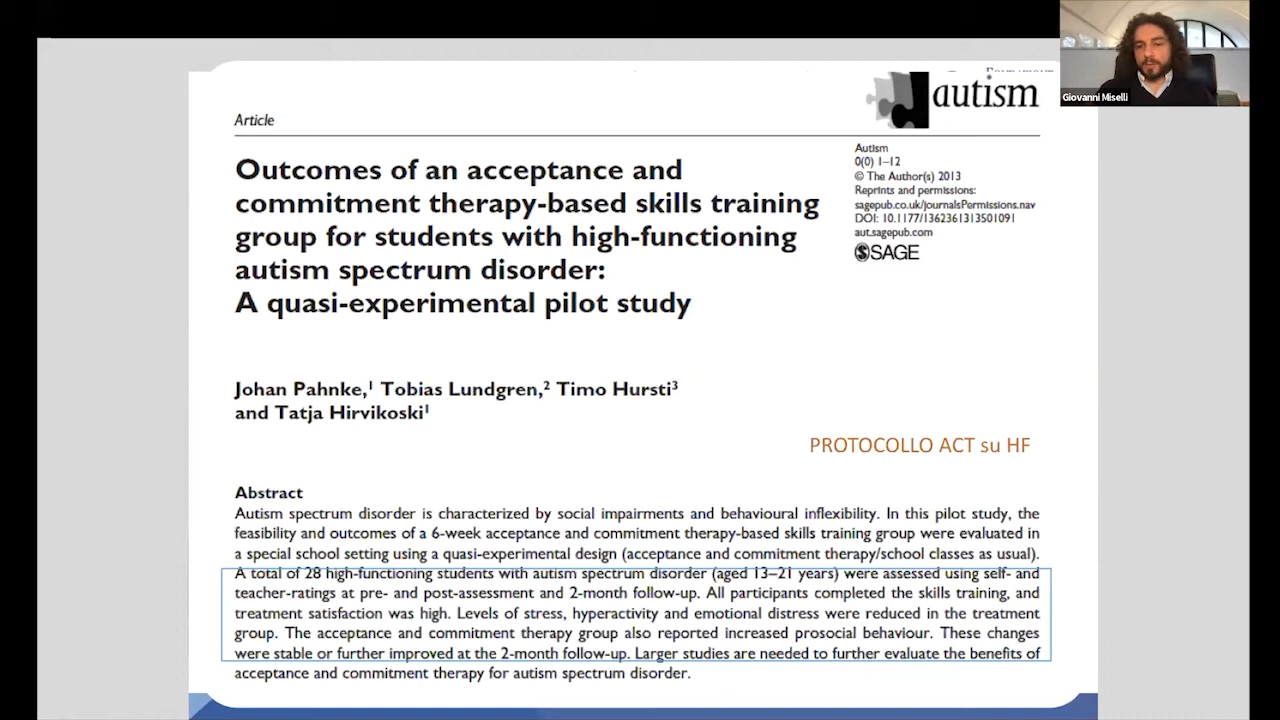 Giovanni Miselli
autism
Article
Outcomes of an acceptance and
commitment therapy-based skills training
group for students with high-functioning
autism spectrum disorder:
A quasi-experimental pilot study
Autism
0(0) 1–12
© The Author(s) 2013
Reprints and permissions:
sagepub.co.uk/journalsPermissions.nav
DOI: 10.1177/1362361313501091
aut.sagepub.com
SAGE
Johan Pahnke,1 Tobias Lundgren,2 Timo Hursti3
and Tatja Hirvikoski1
PROTOCOLLO ACT su HF
Abstract
Autism spectrum disorder is characterized by social impairments and behavioural inflexibility. In this pilot study, the
feasibility and outcomes of a 6-week acceptance and commitment therapy-based skills training group were evaluated in
a special school setting using a quasi-experimental design (acceptance and commitment therapy/school classes as usual).
A total of 28 high-functioning students with autism spectrum disorder (aged 13–21 years) were assessed using self- and
teacher-ratings at pre- and post-assessment and 2-month follow-up. All participants completed the skills training, and
treatment satisfaction was high. Levels of stress, hyperactivity and emotional distress were reduced in the treatment
group. The acceptance and commitment therapy group also reported increased prosocial behaviour. These changes
were stable or further improved at the 2-month follow-up. Larger studies are needed to further evaluate the benefits of
acceptance and commitment therapy for autism spectrum disorder.